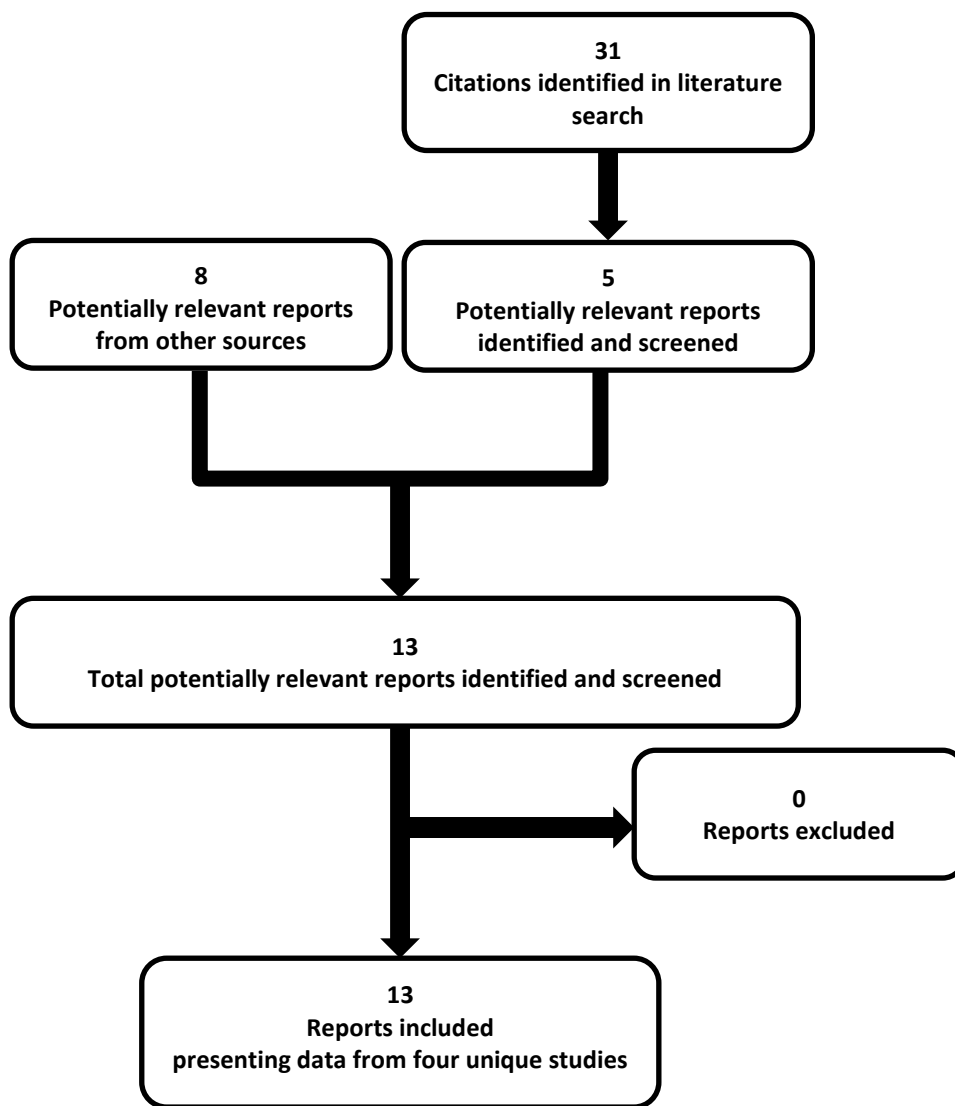 31
Citations identified in literature
search
8
Potentially relevant reports
from other sources
5
Potentially relevant reports
identified and screened
13
Total potentially relevant reports identified and screened
0
Reports excluded
13
Reports included
presenting data from four unique studies